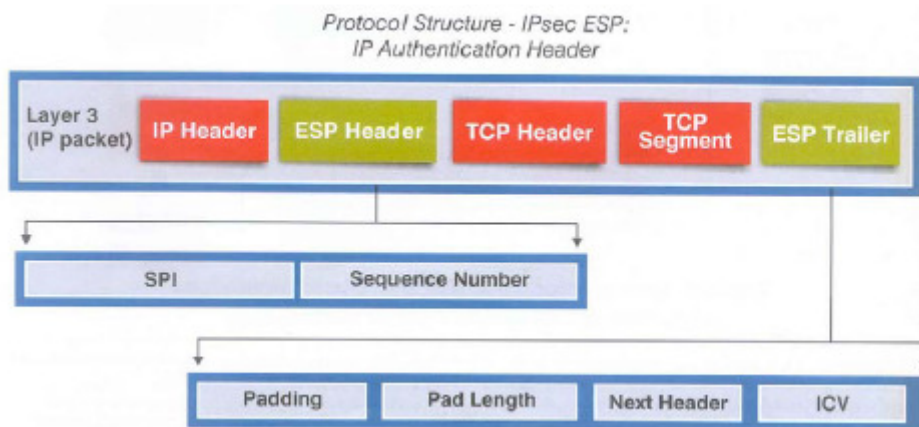 Protocol Structure - IPsec ESP:
IP Authentication Header
Layer 3
(IP packet)
IP Header
ESP Header
TCP Header
TCP
Segment
ESP Trailer
SPI
Sequence Number
Padding
Pad Length
Next Header
ICV